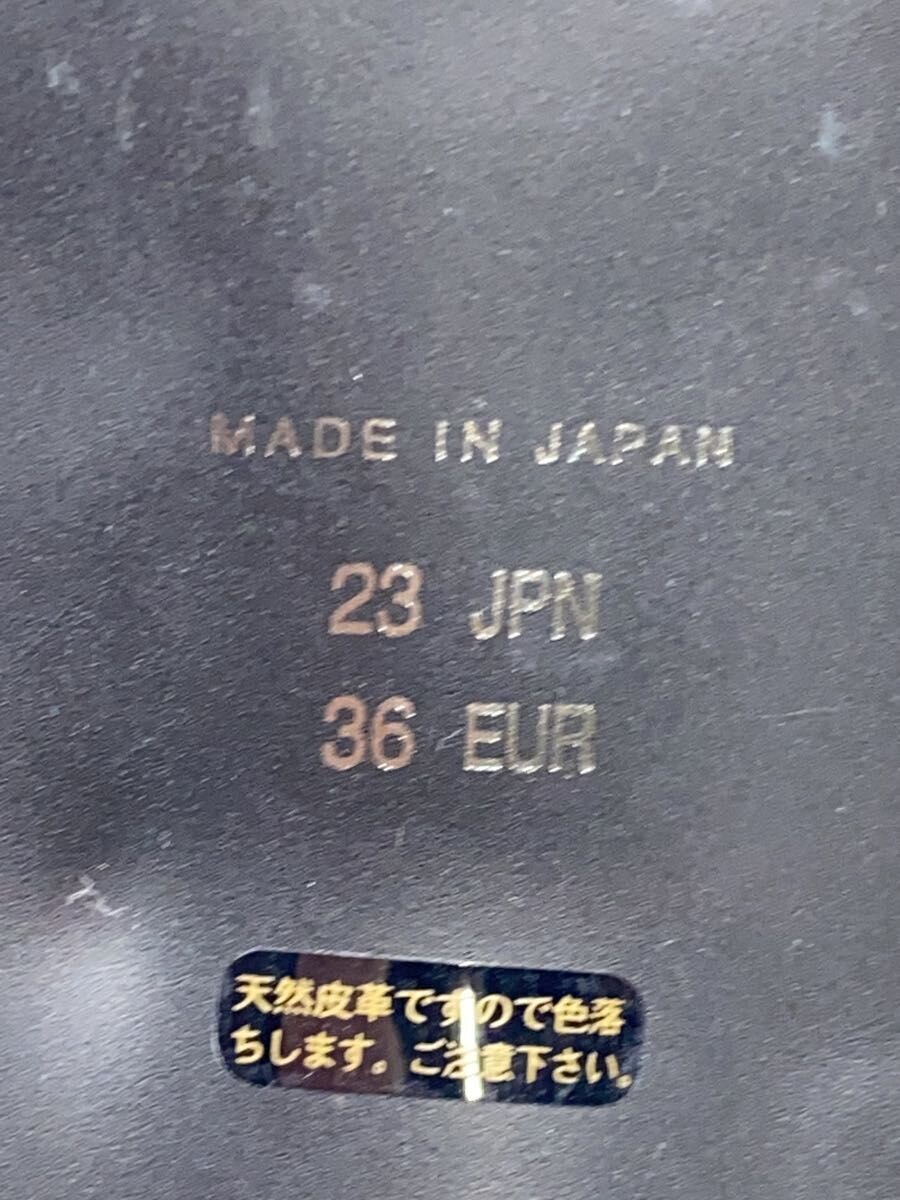 MADE IN JAPAN
23 JPN
36 EUR
天然皮革ですので色落
ちします。ご注意下さい。